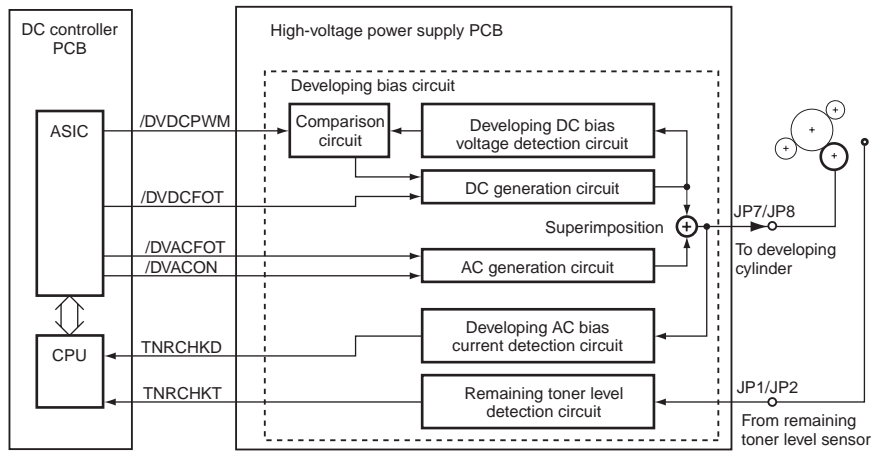 DC controller
PCB
High-voltage power supply PCB
Developing bias circuit
ASIC
/DVDCPWM
Comparison
circuit
Developing DC bias
voltage detection circuit
/DVDCFOT
DC generation circuit
Superimposition
JP7/JP8
To developing
cylinder
/DVACFOT
/DVACON
AC generation circuit
Developing AC bias
current detection circuit
CPU
TNRCHKD
TNRCHKT
Remaining toner level
detection circuit
JP1/JP2
From remaining
toner level sensor